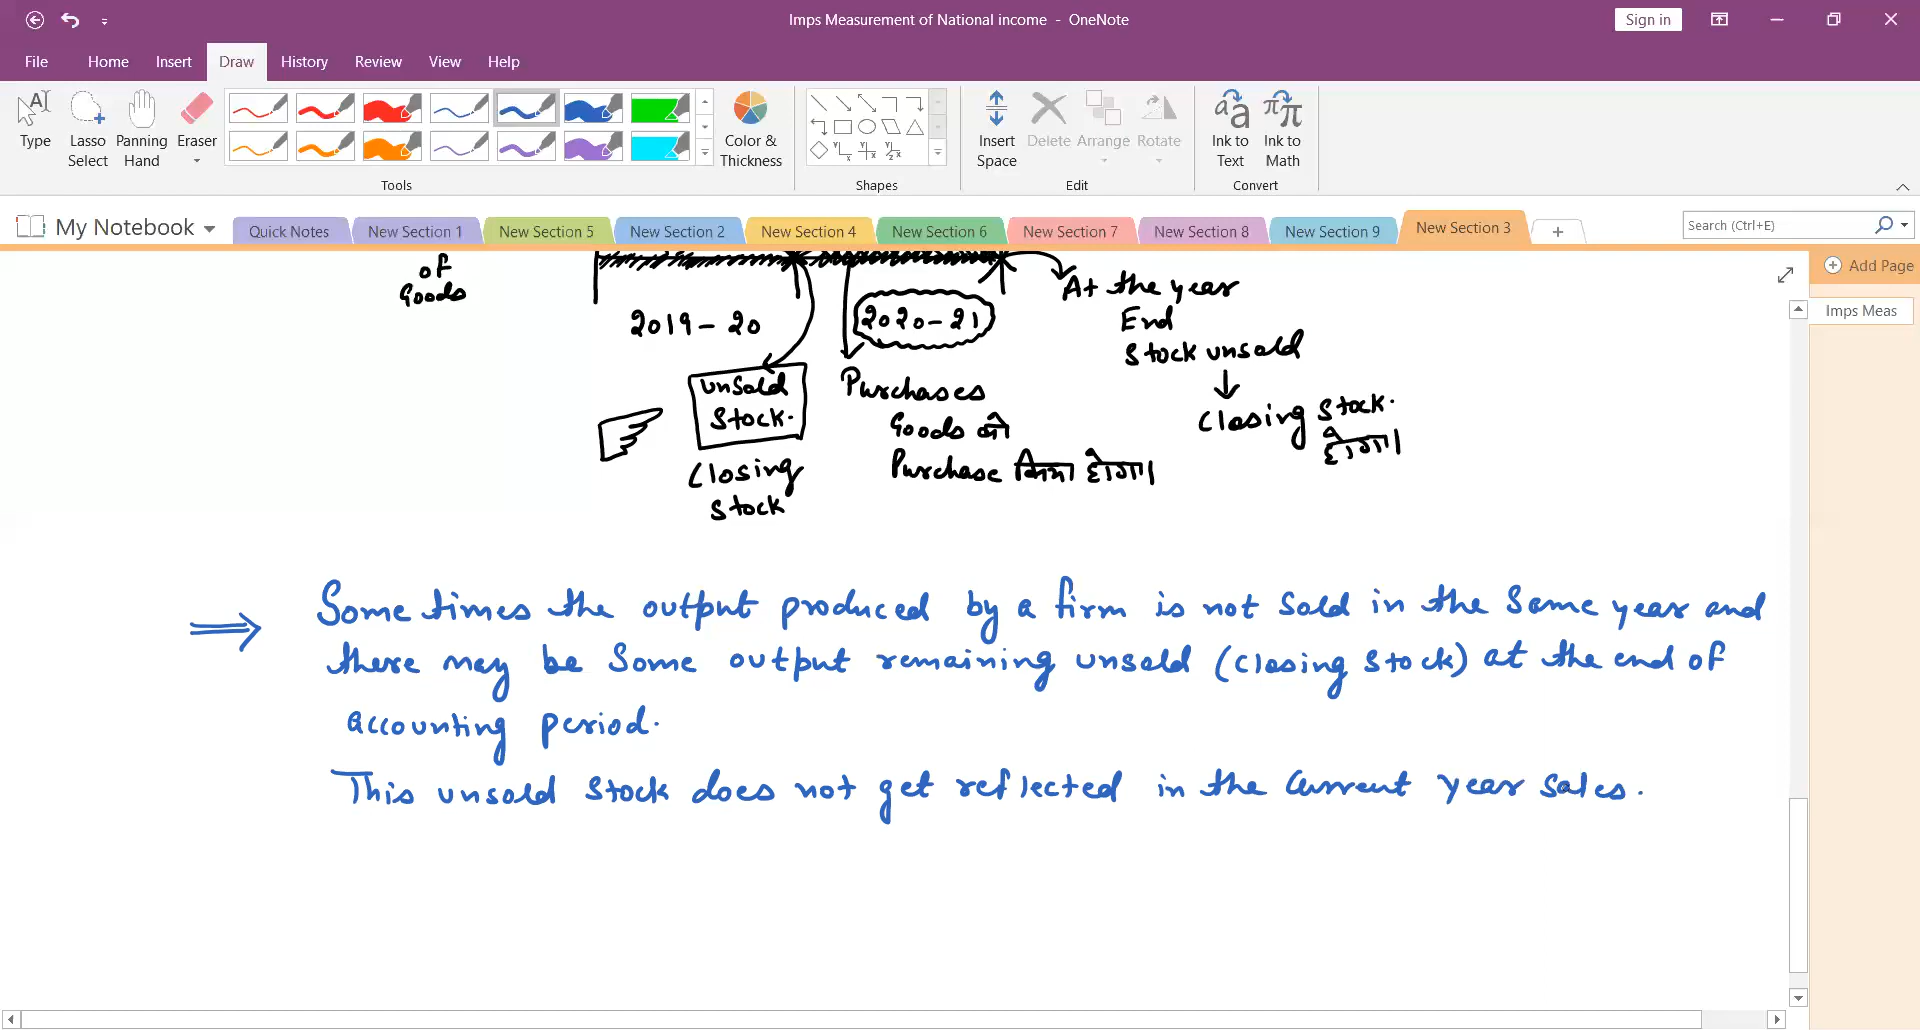 Imps Measurement of National income - OneNote
Sign in
File Home Insert Draw History Review View Help
Type
Lasso Select
Panning Hand
Eraser
Color & Thickness
Insert Space
Delete
Arrange
Rotate
Ink to Text
Ink to Math
Tools
Shapes
Edit
Convert
My Notebook
Quick Notes
New Section 1
New Section 5
New Section 2
New Section 4
New Section 6
New Section 7
New Section 8
New Section 9
New Section 3
Search (Ctrl+E)
Add Page
Imps Meas
of
Goods
2019-20
2020-21
At the year
End
Stock unsold
Closing Stock.
unsold
Stock.
Closing
Stock
Purchases
Goods
Purchase
Some times the output produced by a firm is not sold in the same year and
there may be some output remaining unsold (closing stock) at the end of
accounting period.
This unsold stock does not get reflected in the current year sales.